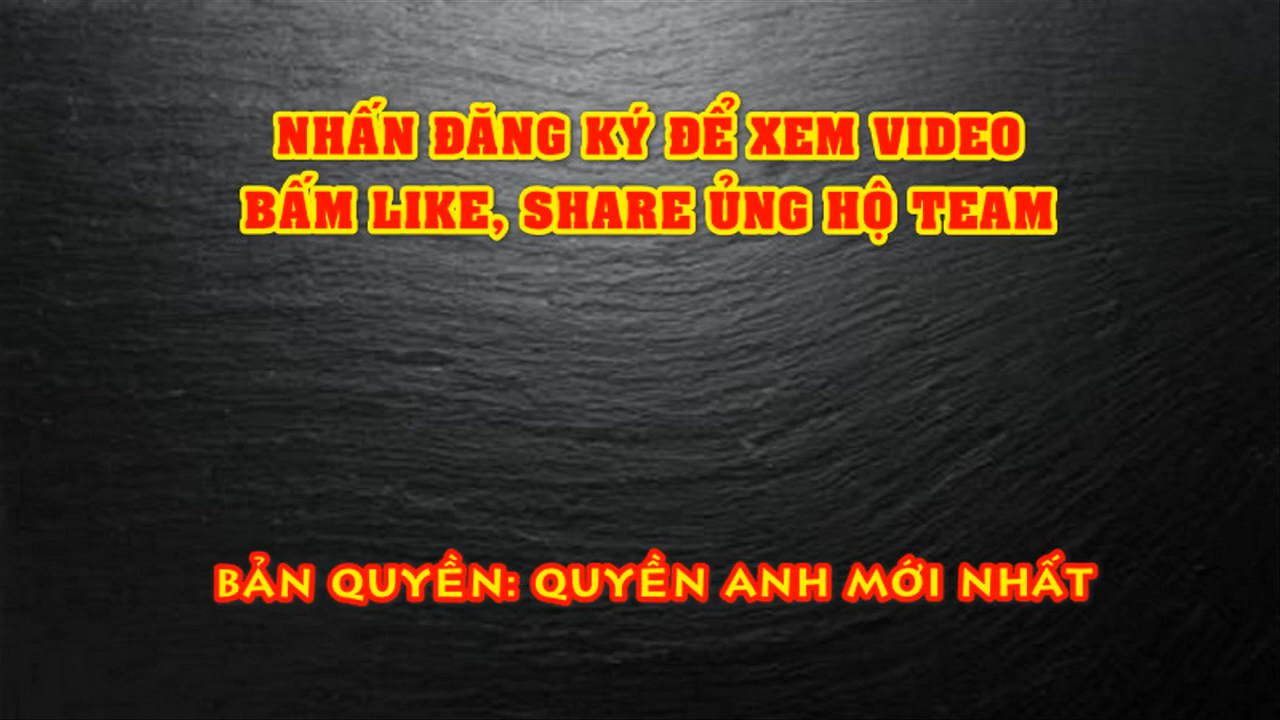 NHẤN ĐĂNG KÝ ĐỂ XEM VIDEO
BẤM LIKE, SHARE ỦNG HỘ TEAM
BẢN QUYỀN: QUYỀN ANH MỚI NHẤT